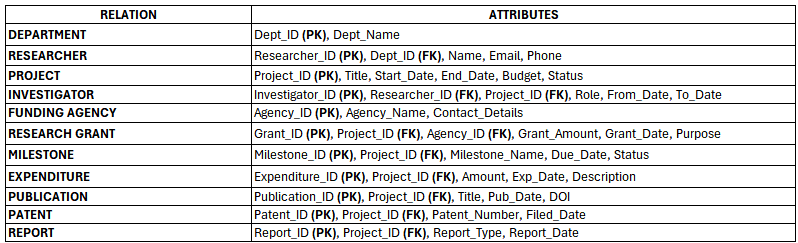 RELATION ATTRIBUTES
DEPARTMENT Dept_ID (PK), Dept_Name
RESEARCHER Researcher_ID (PK), Dept_ID (FK), Name, Email, Phone
PROJECT Project_ID (PK), Title, Start_Date, End_Date, Budget, Status
INVESTIGATOR Investigator_ID (PK), Researcher_ID (FK), Project_ID (FK), Role, From_Date, To_Date
FUNDING AGENCY Agency_ID (PK), Agency_Name, Contact_Details
RESEARCH GRANT Grant_ID (PK), Project_ID (FK), Agency_ID (FK), Grant_Amount, Grant_Date, Purpose
MILESTONE Milestone_ID (PK), Project_ID (FK), Milestone_Name, Due_Date, Status
EXPENDITURE Expenditure_ID (PK), Project_ID (FK), Amount, Exp_Date, Description
PUBLICATION Publication_ID (PK), Project_ID (FK), Title, Pub_Date, DOI
PATENT Patent_ID (PK), Project_ID (FK), Patent_Number, Filed_Date
REPORT Report_ID (PK), Project_ID (FK), Report_Type, Report_Date